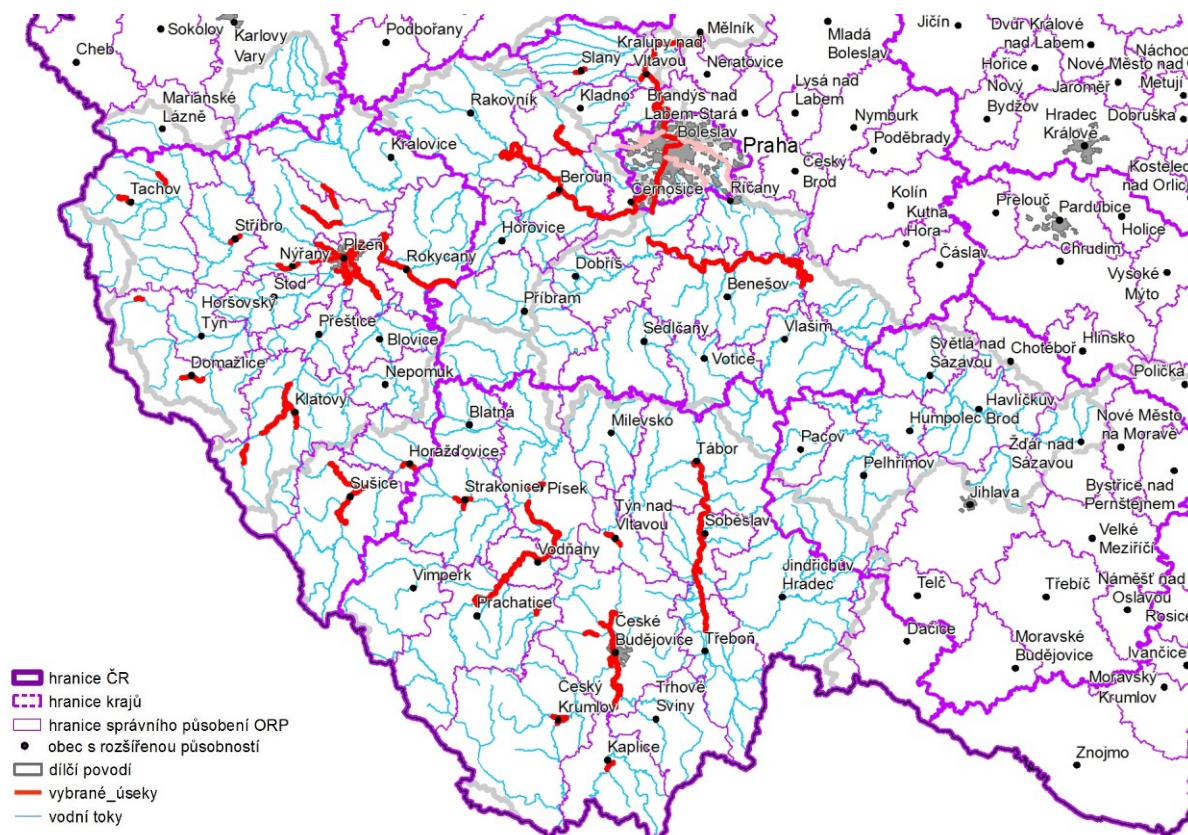 Sokolov
Cheb
Karlovy
Vary
Podbořany
Mělník
Mladá
Boleslav
Jičín
Dvůr Králové
nad Labem
Hořice
Náchod
Nové Město nad
Metují
Kralupy nad
Vltavou
Neratovice
Slaný
Kladno
Rakovník
Brandýs nad
Labem-Stará
Boleslav
Lysá nad
Labem
Nový
Bydžov
Jaroměř
Dobruška
Hradec
Králové
Mariánské
Lázně
Kralovice
Praha
Nymburk
Poděbrady
Český
Brod
Kostelec
nad Orlicí
Tachov
Beroun
Černošice
Říčany
Kolín
Kutná
Hora
Přelouč
Pardubice
Holice
Chrudim
Stříbro
Plzeň
Nýřany
Rokycany
Hořovice
Dobříš
Čáslav
Vysoké
Mýto
Stod
Horšovský
Týn
Přeštice
Blovice
Příbram
Benešov
Sedlčany
Vlašim
Votice
Světlá nad
Sázavou
Chotěboř
Hlinsko
Polička
Domažlice
Nepomuk
Klatovy
Blatná
Milevsko
Havlíčkův
Humpolec Brod
Nové Město
na Moravě
Horažďovice
Tábor
Pacov
Pelhřimov
Žďár nad
Sázavou
Sušice
Strakonice
Písek
Týn nad
Vltavou
Soběslav
Jihlava
Bystřice nad
Pernštejnem
Vodňany
Vimperk
Prachatice
Jindřichův
Hradec
Velké
Meziříčí
Telč
Třebíč
Náměšť nad
Oslavou
Rosice
České
Budějovice
Třeboň
Dačice
Moravské
Budějovice
Ivančice
Moravský
Krumlov
Český
Krumlov
Trhové
Sviny
Kaplice
Znojmo
hranice ČR
hranice krajů
hranice správního působení ORP
obec s rozšířenou působností
dílčí povodí
vybrané_úseky
vodní toky